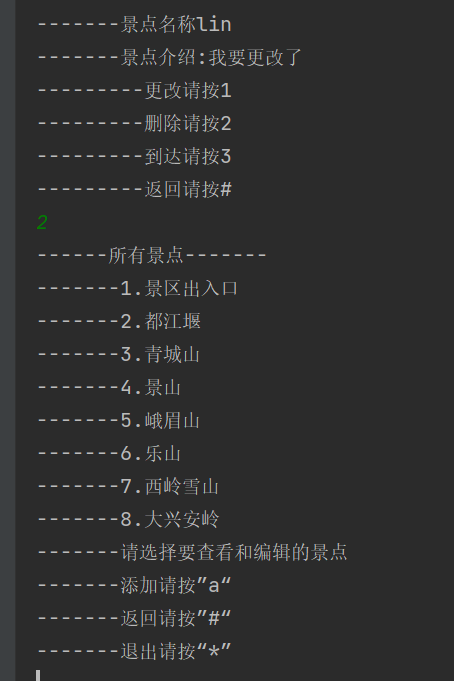 -------景点名称lin
-------景点介绍:我要更改了
---------更改请按1
---------删除请按2
---------到达请按3
---------返回请按#
2
------所有景点-------
-------1.景区出入口
-------2.都江堰
-------3.青城山
-------4.景山
-------5.峨眉山
-------6.乐山
-------7.西岭雪山
-------8.大兴安岭
-------请选择要查看和编辑的景点
-------添加请按”a“
-------返回请按”#“
-------退出请按“*”